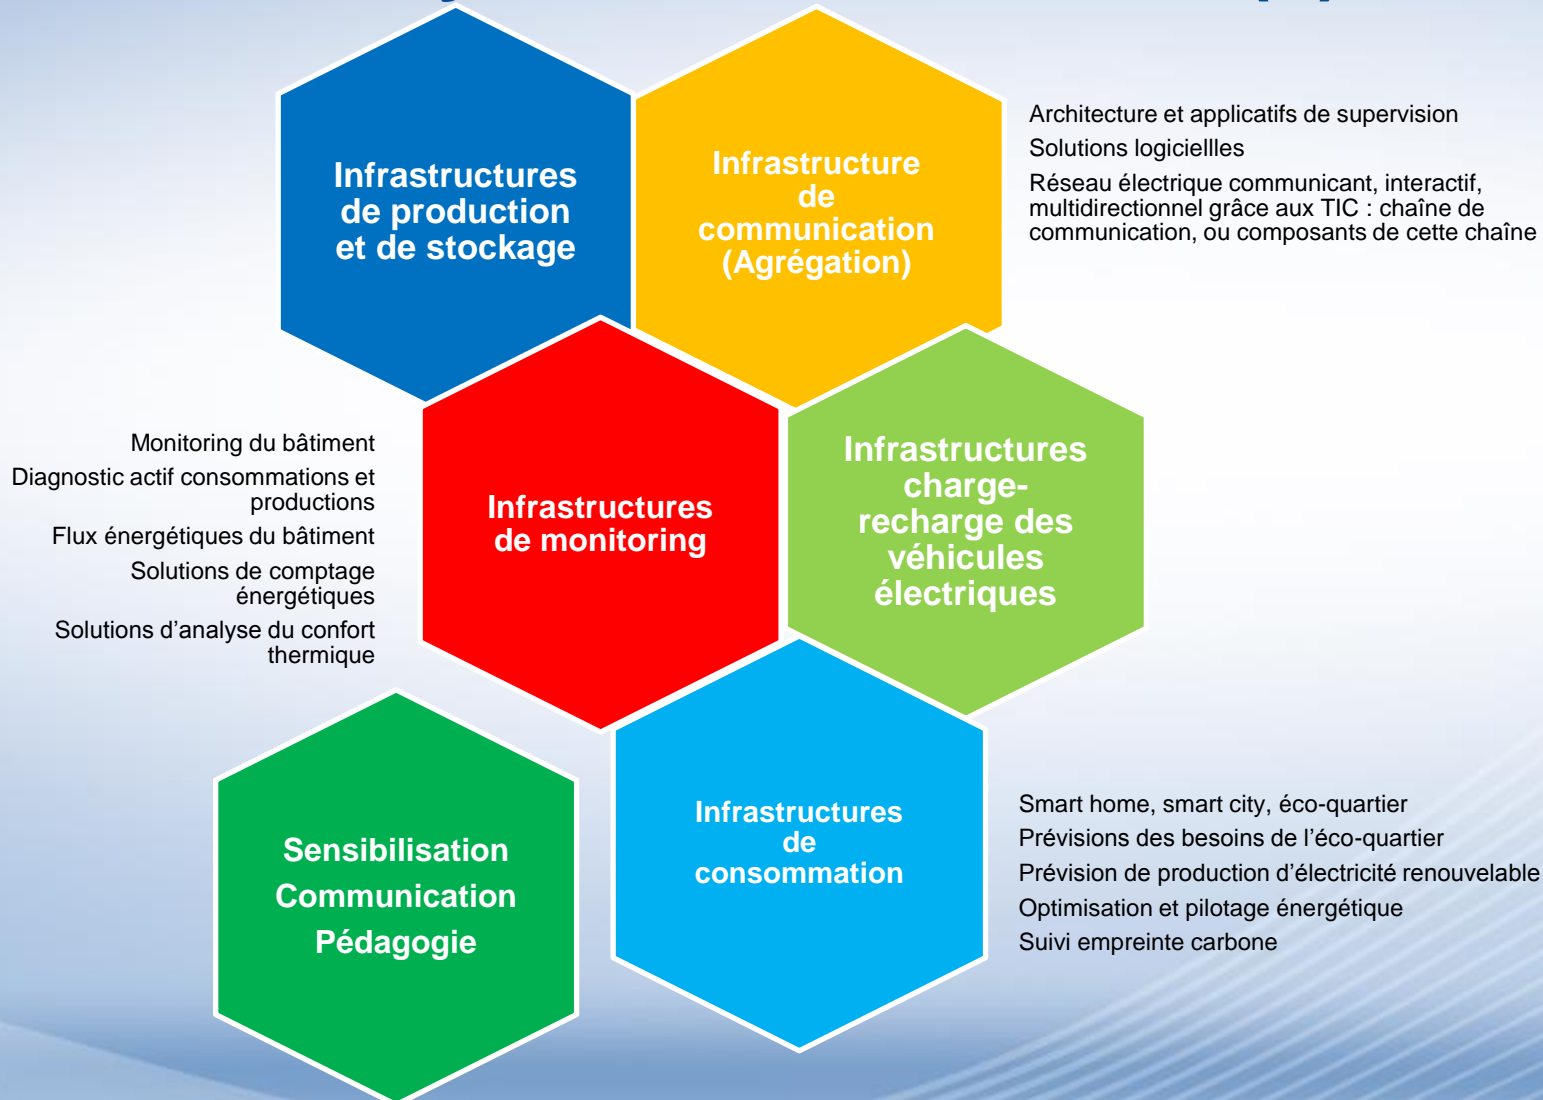 Infrastructures
de production
et de stockage
Infrastructure
de
communication
(Agrégation)
Architecture et applicatifs de supervision
Solutions logiciellles
Réseau électrique communicant, interactif,
multidirectionnel grâce aux TIC : chaîne de
communication, ou composants de cette chaîne
Monitoring du bâtiment
Diagnostic actif consommations et
productions
Flux énergétiques du bâtiment
Solutions de comptage
énergétiques
Solutions d'analyse du confort
thermique
Infrastructures
de monitoring
Infrastructures
charge-
recharge des
véhicules
électriques
Sensibilisation
Communication
Pédagogie
Infrastructures
de
consommation
Smart home, smart city, éco-quartier
Prévisions des besoins de l'éco-quartier
Prévision de production d'électricité renouvelable
Optimisation et pilotage énergétique
Suivi empreinte carbone